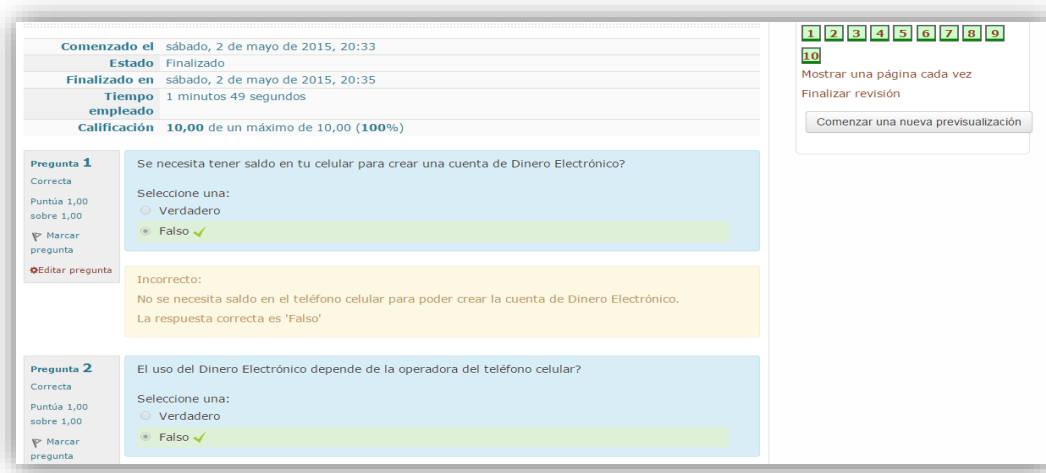 Comenzado el sábado, 2 de mayo de 2015, 20:33
Estado Finalizado
Finalizado en sábado, 2 de mayo de 2015, 20:35
Tiempo 1 minutos 49 segundos
empleado
Calificación 10,00 de un máximo de 10,00 (100%)
Pregunta 1
Correcta
Puntúa 1,00
sobre 1,00
Marcar
pregunta
Editar pregunta
Se necesita tener saldo en tu celular para crear una cuenta de Dinero Electrónico?
Seleccione una:
Verdadero
Falso
Incorrecto:
No se necesita saldo en el teléfono celular para poder crear la cuenta de Dinero Electrónico.
La respuesta correcta es 'Falso'
Pregunta 2
Correcta
Puntúa 1,00
sobre 1,00
Marcar
pregunta
El uso del Dinero Electrónico depende de la operadora del teléfono celular?
Seleccione una:
Verdadero
Falso
1 2 3 4 5 6 7 8 9
10
Mostrar una página cada vez
Finalizar revisión
Comenzar una nueva previsualización